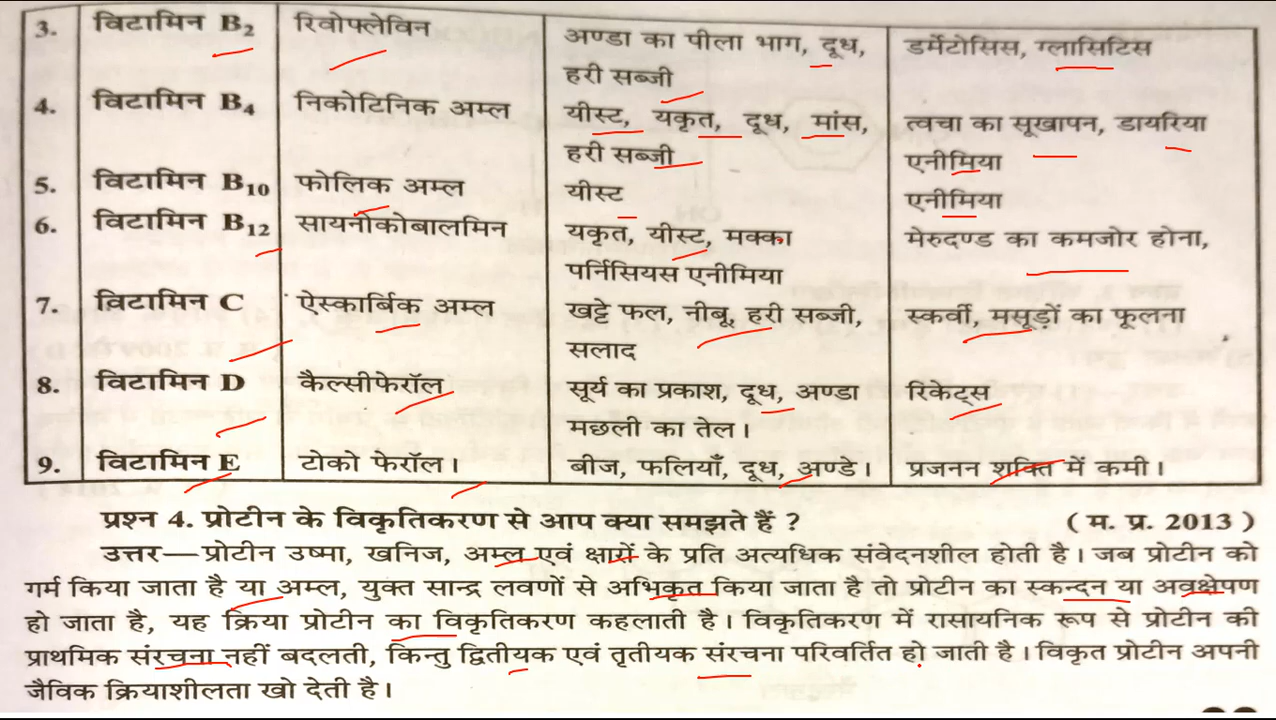 3. विटामिन B2 रिवोफ्लेविन अण्डा का पीला भाग, दूध, डर्मेटोसिस, ग्लासिटिस
हरी सब्जी
4. विटामिन B4 निकोटिनिक अम्ल यीस्ट, यकृत, दूध, मांस, त्वचा का सूखापन, डायरिया
हरी सब्जी एनीमिया
5. विटामिन B10 फोलिक अम्ल यीस्ट एनीमिया
6. विटामिन B12 सायनोकोबालमिन यकृत, यीस्ट, मक्का मेरुदण्ड का कमजोर होना,
पर्निसियस एनीमिया
7. विटामिन C ऐस्कार्बिक अम्ल खट्टे फल, नीबू, हरी सब्जी, स्कर्वी, मसूड़ों का फूलना
सलाद
8. विटामिन D कैल्सीफेरॉल सूर्य का प्रकाश, दूध, अण्डा रिकेट्स
मछली का तेल।
9. विटामिन E टोको फेरॉल। बीज, फलियाँ, दूध, अण्डे। प्रजनन शक्ति में कमी।
प्रश्न 4. प्रोटीन के विकृतिकरण से आप क्या समझते हैं ? ( म. प्र. 2013 )
उत्तर—प्रोटीन उष्मा, खनिज, अम्ल एवं क्षारों के प्रति अत्यधिक संवेदनशील होती है। जब प्रोटीन को
गर्म किया जाता है या अम्ल, युक्त सान्द्र लवणों से अभिकृत किया जाता है तो प्रोटीन का स्कन्दन या अवक्षेपण
हो जाता है, यह क्रिया प्रोटीन का विकृतिकरण कहलाती है। विकृतिकरण में रासायनिक रूप से प्रोटीन की
प्राथमिक संरचना नहीं बदलती, किन्तु द्वितीयक एवं तृतीयक संरचना परिवर्तित हो जाती है। विकृत प्रोटीन अपनी
जैविक क्रियाशीलता खो देती है।